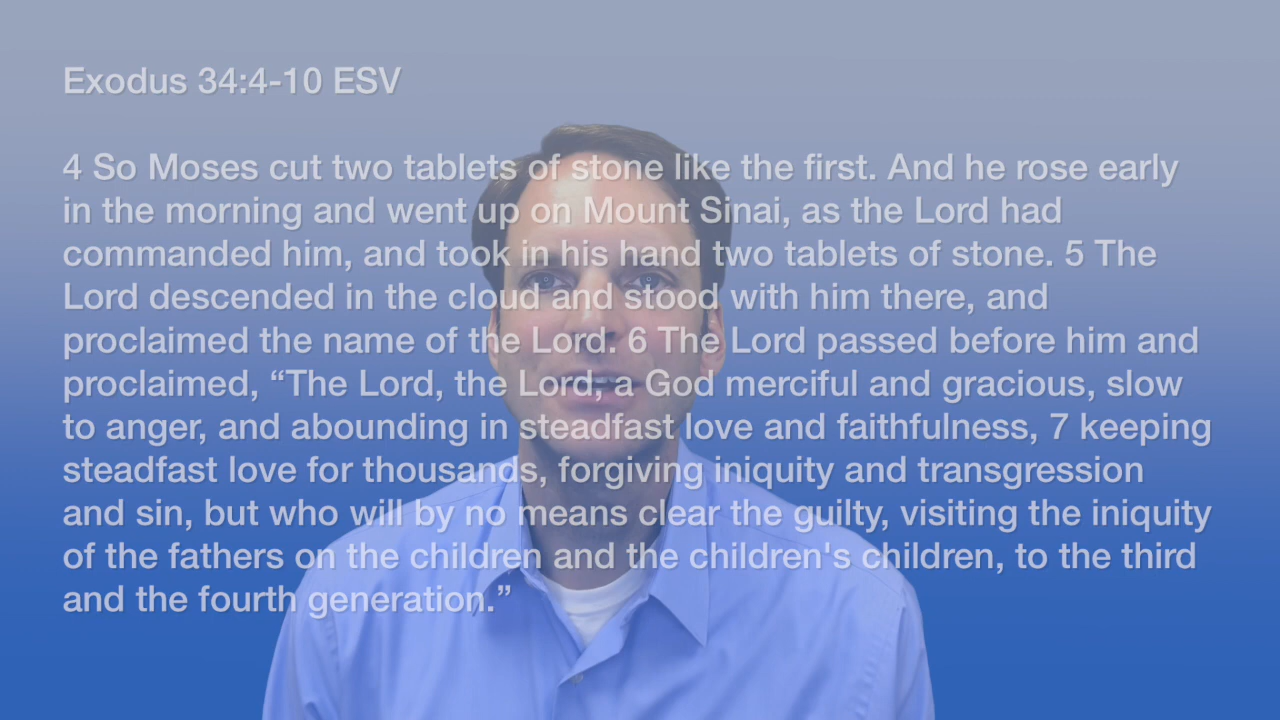 Exodus 34:4-10 ESV
4 So Moses cut two tablets of stone like the first. And he rose early
in the morning and went up on Mount Sinai, as the Lord had
commanded him, and took in his hand two tablets of stone. 5 The
Lord descended in the cloud and stood with him there, and
proclaimed the name of the Lord. 6 The Lord passed before him and
proclaimed, “The Lord, the Lord, a God merciful and gracious, slow
to anger, and abounding in steadfast love and faithfulness, 7 keeping
steadfast love for thousands, forgiving iniquity and transgression
and sin, but who will by no means clear the guilty, visiting the iniquity
of the fathers on the children and the children's children, to the third
and the fourth generation.”